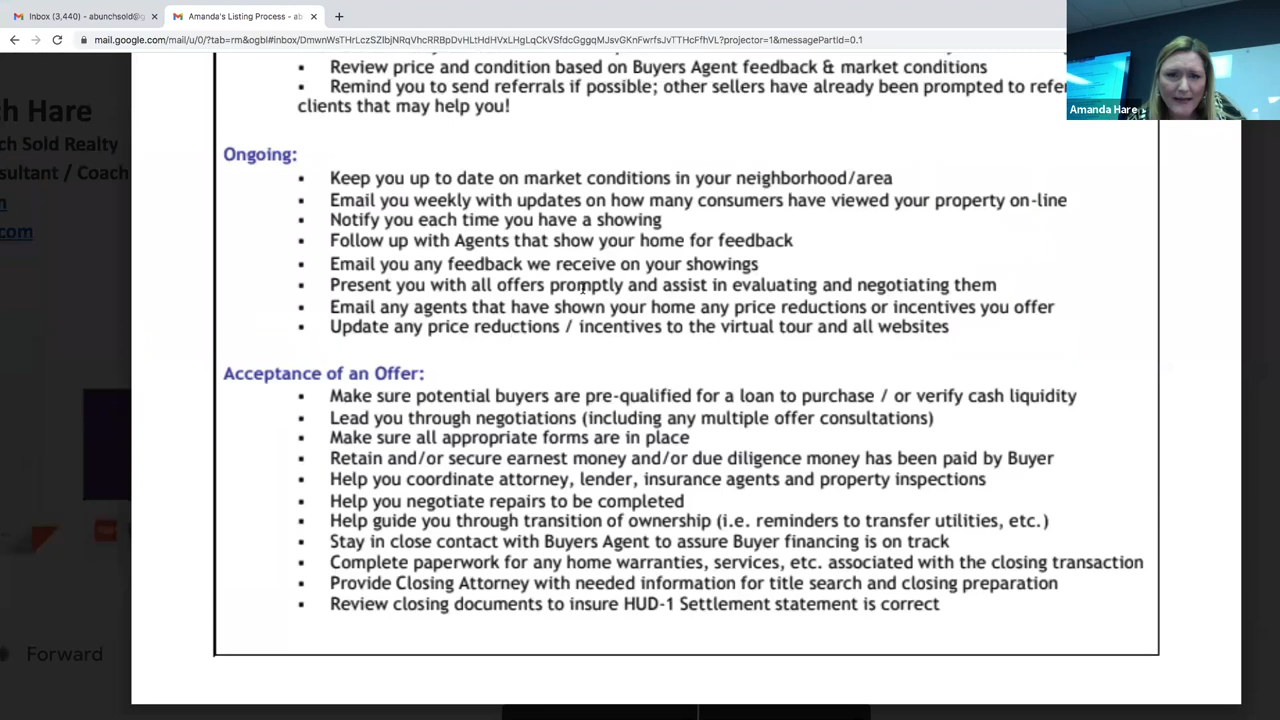 Inbox (3,440) - abunchsold@g
Amanda's Listing Process - ab
mail.google.com/mail/u/0/?tab=rm&ogbl#inbox/DmwnWsTHrLczSZIbjNRqVhcRRBpDvHLtHdHVxLHgLqCkVSfdcGggqMJsvGKnFwrfsJvTTHcFfhVL?projector=1&messagePartId=0.1
Amanda Hare
▪ Review price and condition based on Buyers Agent feedback & market conditions
▪ Remind you to send referrals if possible; other sellers have already been prompted to refer
clients that may help you!
ch Hare
ch Sold Realty
sultant / Coach
n
com
Ongoing:
▪ Keep you up to date on market conditions in your neighborhood/area
▪ Email you weekly with updates on how many consumers have viewed your property on-line
▪ Notify you each time you have a showing
▪ Follow up with Agents that show your home for feedback
▪ Email you any feedback we receive on your showings
▪ Present you with all offers promptly and assist in evaluating and negotiating them
▪ Email any agents that have shown your home any price reductions or incentives you offer
▪ Update any price reductions / incentives to the virtual tour and all websites
Acceptance of an Offer:
▪ Make sure potential buyers are pre-qualified for a loan to purchase / or verify cash liquidity
▪ Lead you through negotiations (including any multiple offer consultations)
▪ Make sure all appropriate forms are in place
▪ Retain and/or secure earnest money and/or due diligence money has been paid by Buyer
▪ Help you coordinate attorney, lender, insurance agents and property inspections
▪ Help you negotiate repairs to be completed
▪ Help guide you through transition of ownership (i.e. reminders to transfer utilities, etc.)
▪ Stay in close contact with Buyers Agent to assure Buyer financing is on track
▪ Complete paperwork for any home warranties, services, etc. associated with the closing transaction
▪ Provide Closing Attorney with needed information for title search and closing preparation
▪ Review closing documents to insure HUD-1 Settlement statement is correct
Forward